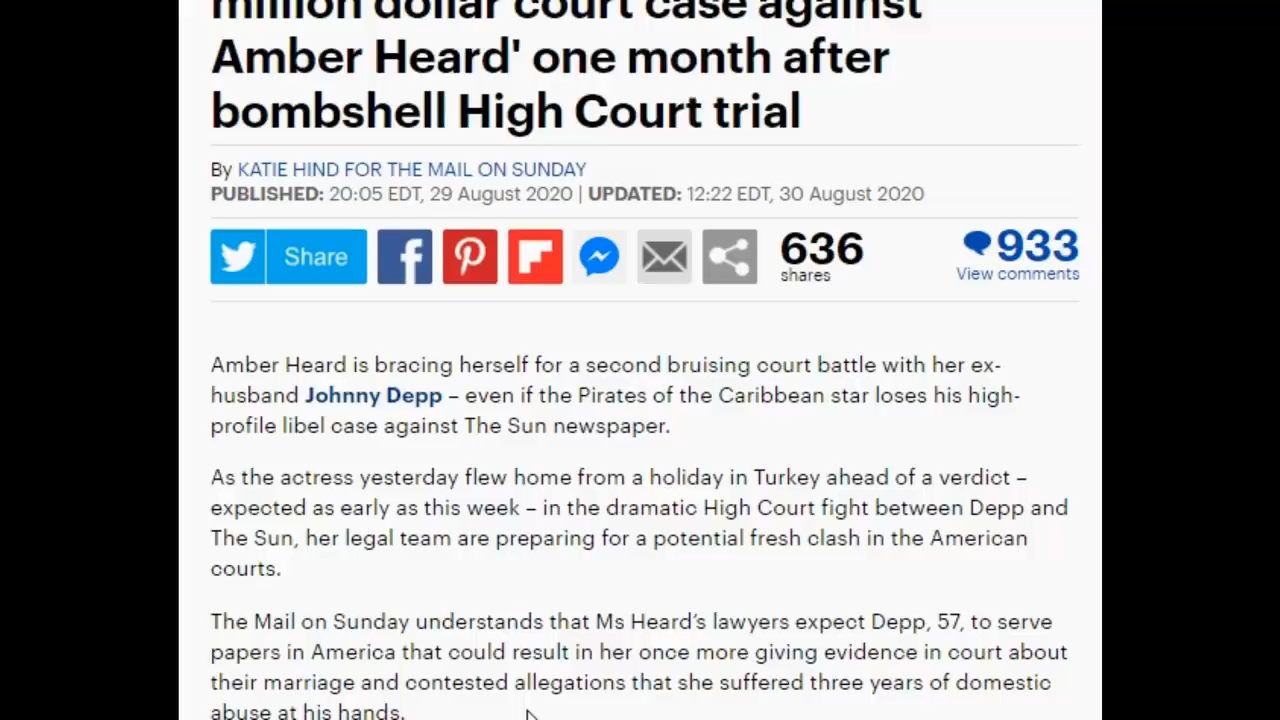 million dollar court case against
Amber Heard' one month after
bombshell High Court trial
By KATIE HIND FOR THE MAIL ON SUNDAY
PUBLISHED: 20:05 EDT, 29 August 2020 | UPDATED: 12:22 EDT, 30 August 2020
Share
636
shares
933
View comments
Amber Heard is bracing herself for a second bruising court battle with her ex-
husband Johnny Depp – even if the Pirates of the Caribbean star loses his high-
profile libel case against The Sun newspaper.
As the actress yesterday flew home from a holiday in Turkey ahead of a verdict –
expected as early as this week – in the dramatic High Court fight between Depp and
The Sun, her legal team are preparing for a potential fresh clash in the American
courts.
The Mail on Sunday understands that Ms Heard's lawyers expect Depp, 57, to serve
papers in America that could result in her once more giving evidence in court about
their marriage and contested allegations that she suffered three years of domestic
abuse at his hands.